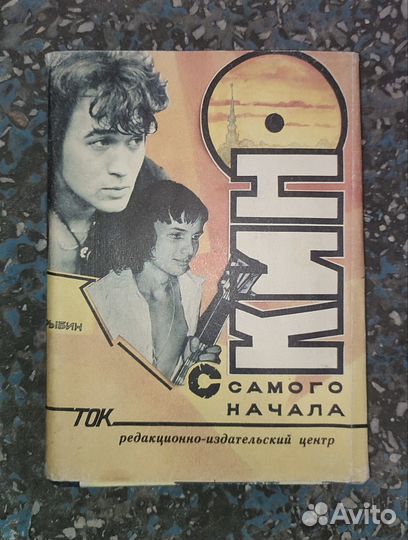 КИНО
С САМОГО
НАЧАЛА
РЫБИН
ТОК
редакционно-издательский центр
Avito